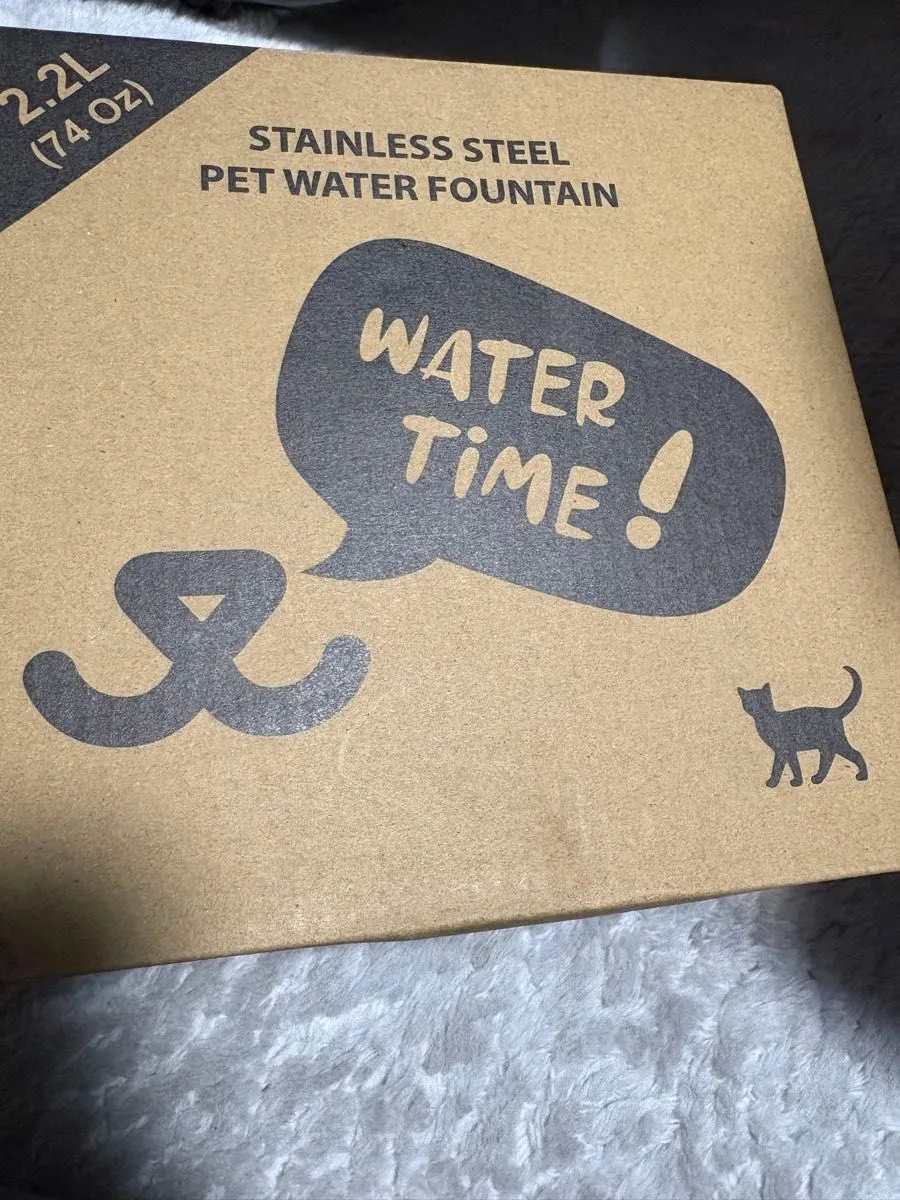 2.2L
(74 Oz)
STAINLESS STEEL
PET WATER FOUNTAIN
WATER
TiME!